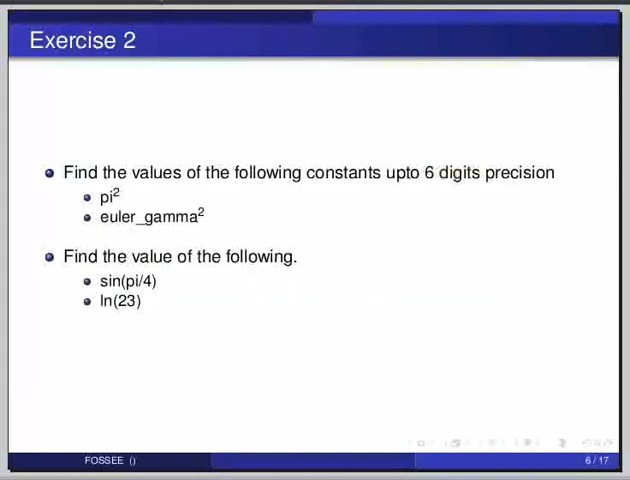 Exercise 2
Find the values of the following constants upto 6 digits precision
pi²
euler_gamma²
Find the value of the following.
sin(pi/4)
ln(23)
FOSSEE ()
6 / 17